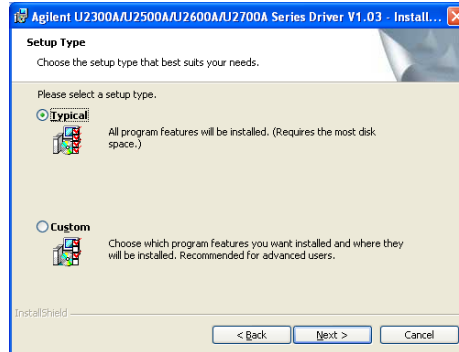 Agilent U2300A/U2500A/U2600A/U2700A Series Driver V1.03 - Install...
Setup Type
Choose the setup type that best suits your needs.
Please select a setup type.
Typical
All program features will be installed. (Requires the most disk
space.)
Custom
Choose which program features you want installed and where they
will be installed. Recommended for advanced users.
InstallShield
< Back
Next >
Cancel